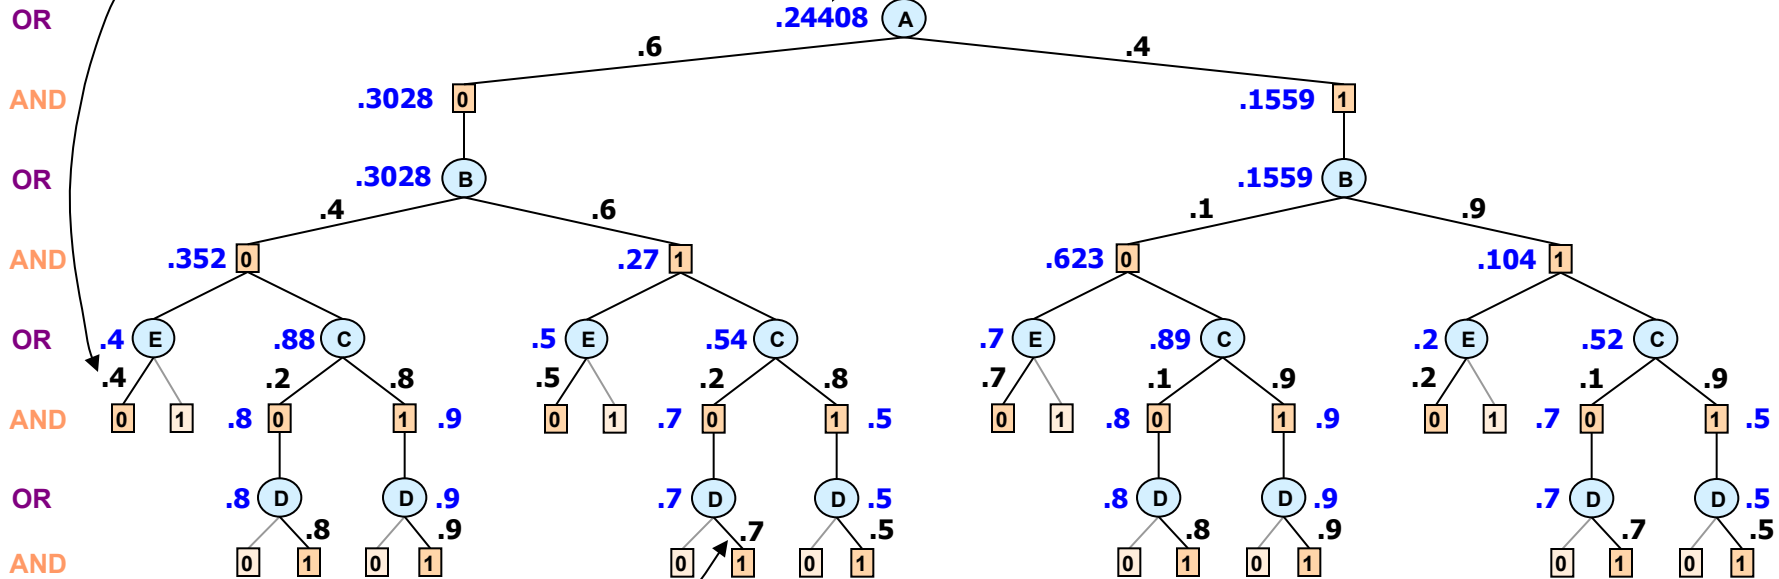 OR .24408 A
.6 .4
AND .3028 0 .1559 1
OR .3028 B .1559 B
.4 .6 .1 .9
AND .352 0 .27 1 .623 0 .104 1
OR .4 E .88 C .5 E .54 C .7 E .89 C .2 E .52 C
.4 .2 .8 .5 .2 .8 .7 .1 .9 .2 .1 .9
AND 0 1 .8 0 1 .9 0 1 .7 0 1 .5 0 1 .8 0 1 .9 0 1 .7 0 1 .5
OR .8 D D .9 .7 D D .5 .8 D D .9 .7 D D .5
.8 .9 .7 .5 .8 .9 .7 .5
AND 0 1 0 1 0 1 0 1 0 1 0 1 0 1 0 1